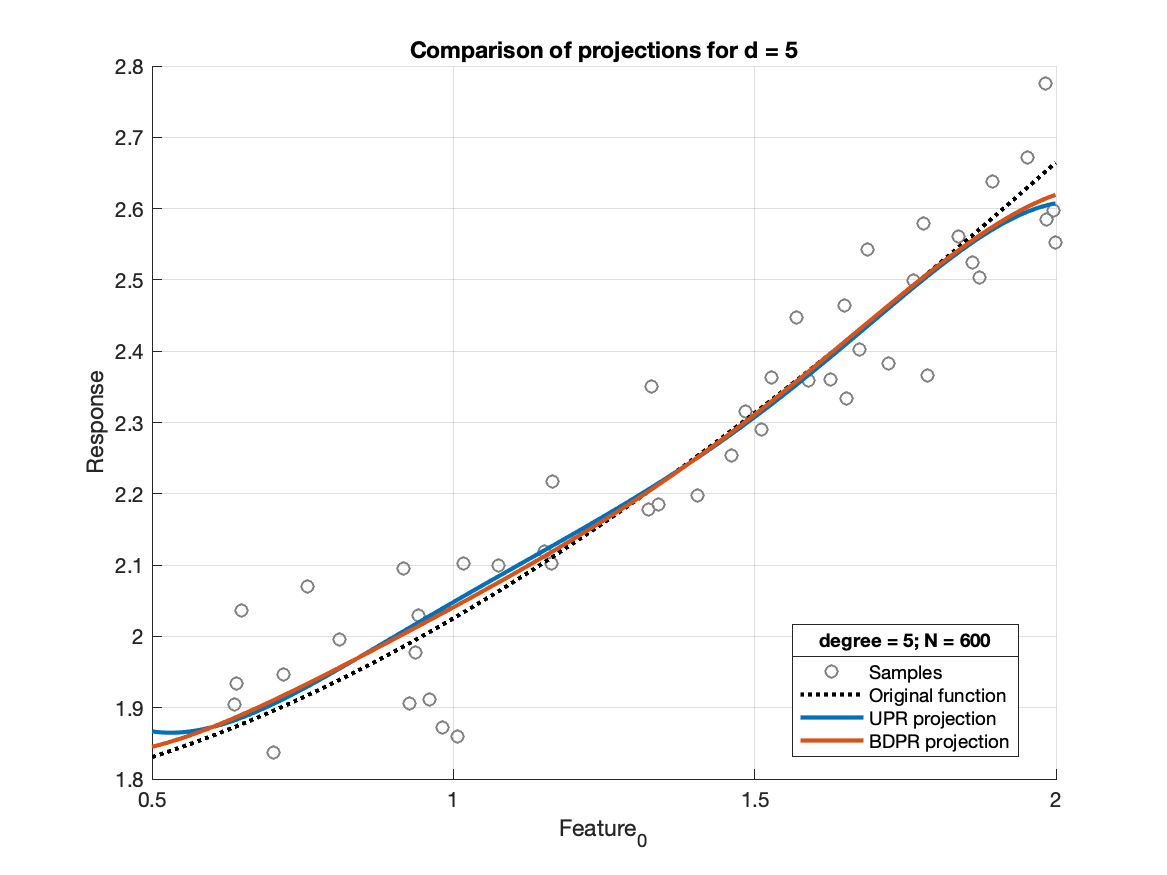 Comparison of projections for d = 5
2.8
2.7
2.6
2.5
2.4
2.3
2.2
2.1
2
1.9
1.8
Response
0.5
1
1.5
2
Feature0
degree = 5; N = 600
Samples
Original function
UPR projection
BDPR projection